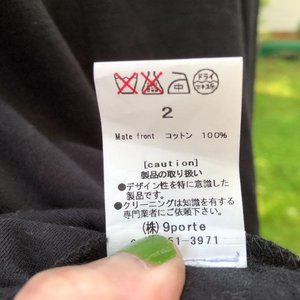 ドライ
セキユ系
2
Mate front コットン 100%
[caution]
製品の取り扱い
●デザイン性を特に意識した
製品です。
●クリーニングは知識を有する
専門業者にご依頼下さい。
(株)9porte
51-3971